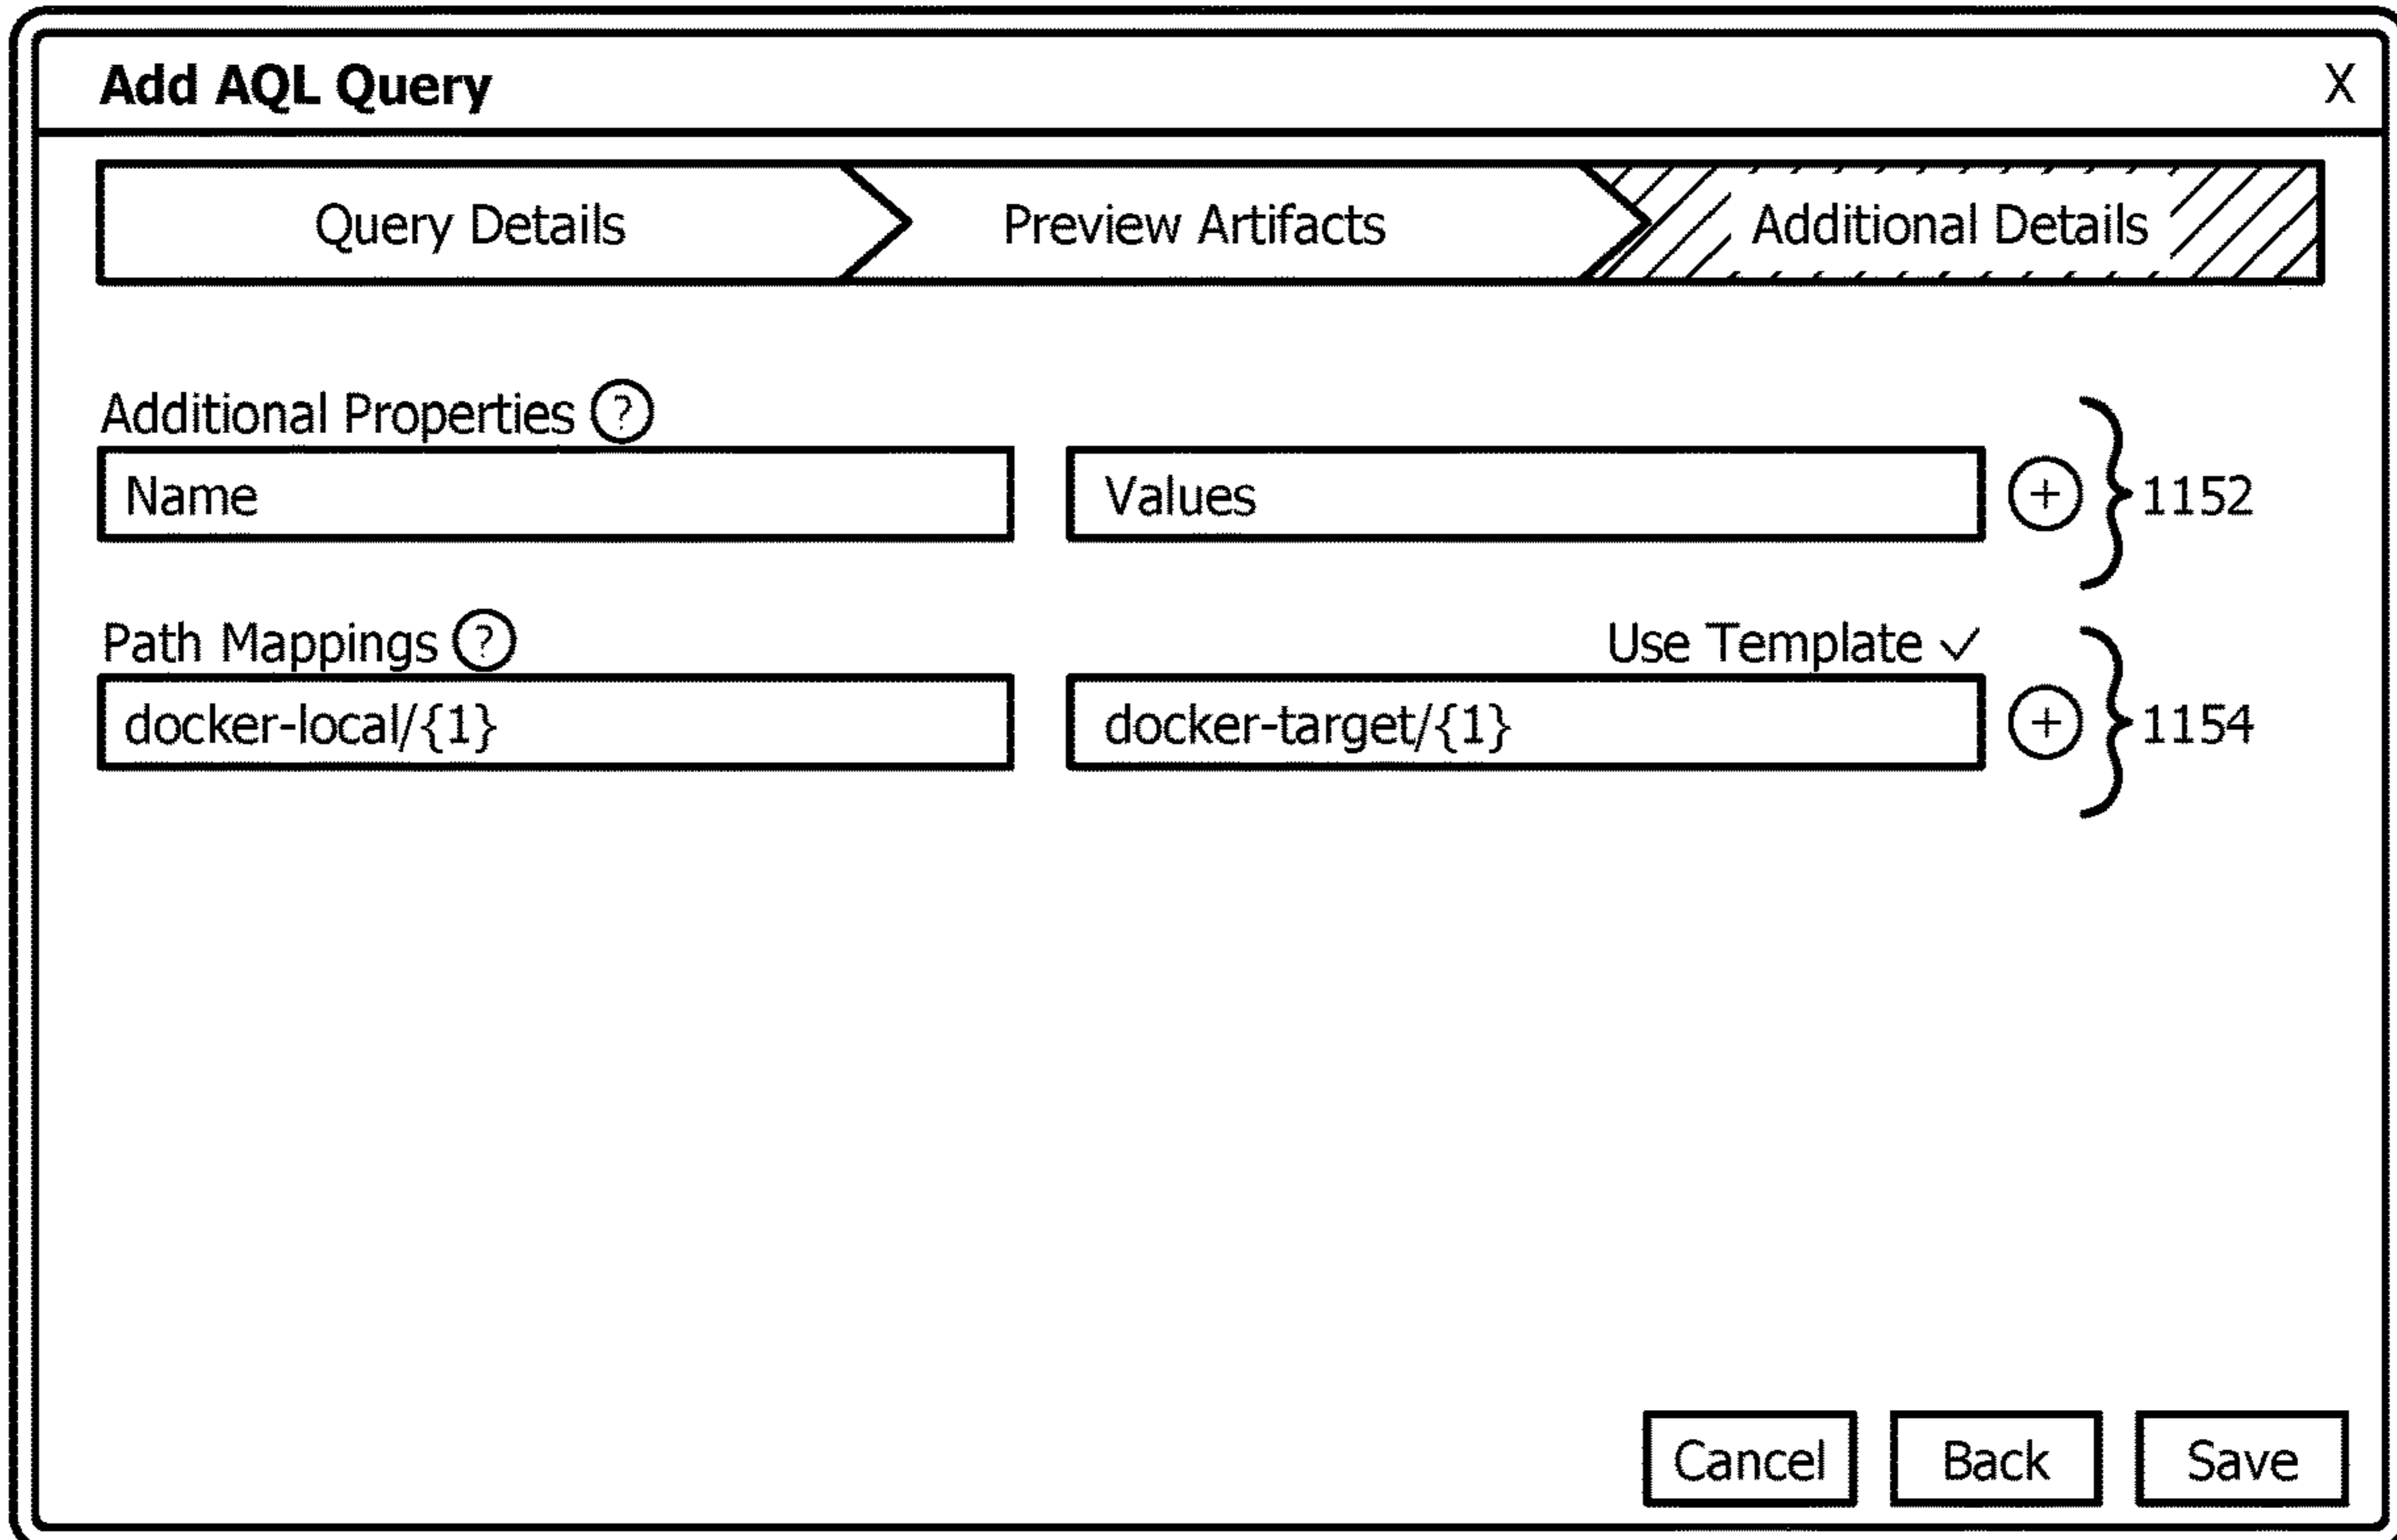 Add AQL Query X
Query Details Preview Artifacts Additional Details
Additional Properties ?
Name Values + 1152
Path Mappings ? Use Template ✓
docker-local/{1} docker-target/{1} + 1154
Cancel Back Save